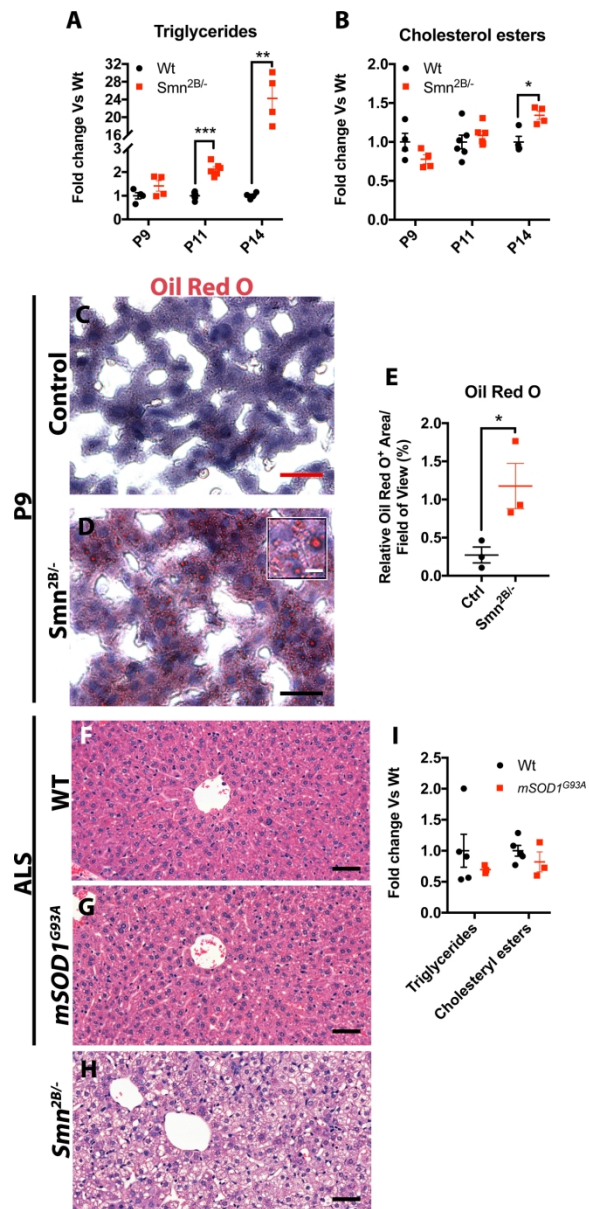 A
Triglycerides
Wt
Smn2B/-
Fold change Vs Wt
28
24
20
16
12
8
4
3
2
1
0
**
***
P9
P11
P14
B
Cholesterol esters
Wt
Smn2B/-
Fold change Vs Wt
2.0
1.5
1.0
0.5
0.0
*
P9
P11
P14
Oil Red O
P9
Control
C
Smn2B/-
D
E
Oil Red O
Relative Oil Red O+ Area/
Field of View (%)
2.0
1.5
1.0
0.5
0.0
*
Ctrl
Smn2B/-
ALS
WT
F
mSOD1G93A
G
Smn2B/-
H
I
Wt
mSOD1G93A
Fold change Vs Wt
2.5
2.0
1.5
1.0
0.5
0.0
Triglycerides
Cholesteryl esters